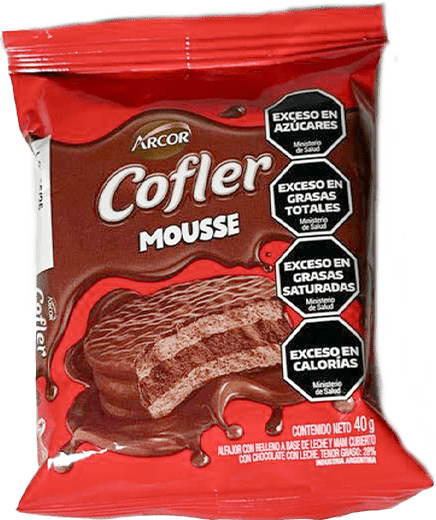 ARCOR
Cofler
MOUSSE
EXCESO EN
AZÚCARES
Ministerio
de Salud
EXCESO EN
GRASAS
TOTALES
Ministerio
de Salud
EXCESO EN
GRASAS
SATURADAS
Ministerio
de Salud
EXCESO EN
CALORÍAS
Ministerio
de Salud
ARCOR
Cofler
CONTENIDO NETO 40 g
ALFAJOR CON RELLENO A BASE DE LECHE Y MANI CUBIERTO
CON CHOCOLATE CON LECHE. TENOR GRASO: 28%
INDUSTRIA ARGENTINA